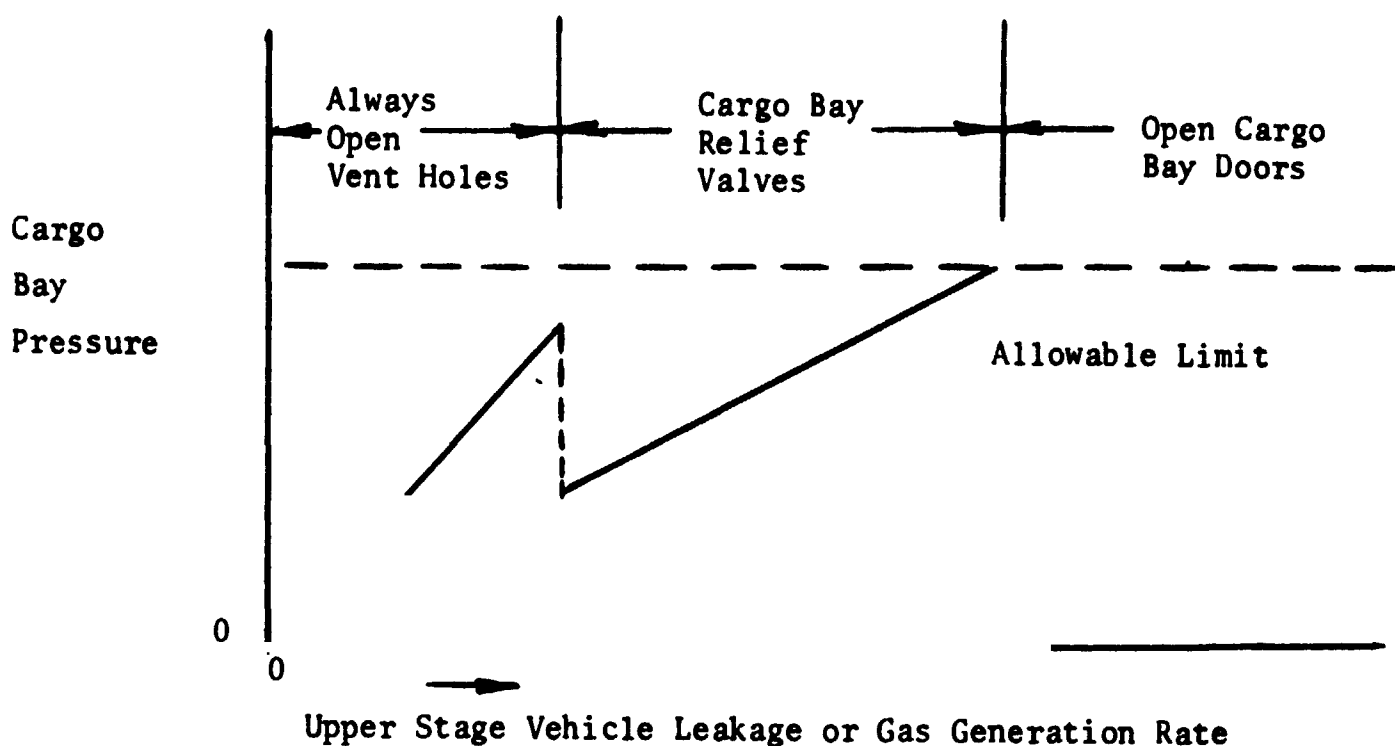 Always
Open
Vent Holes
Cargo Bay
Relief
Valves
Open Cargo
Bay Doors
Cargo
Bay
Pressure
Allowable Limit
0
0
Upper Stage Vehicle Leakage or Gas Generation Rate